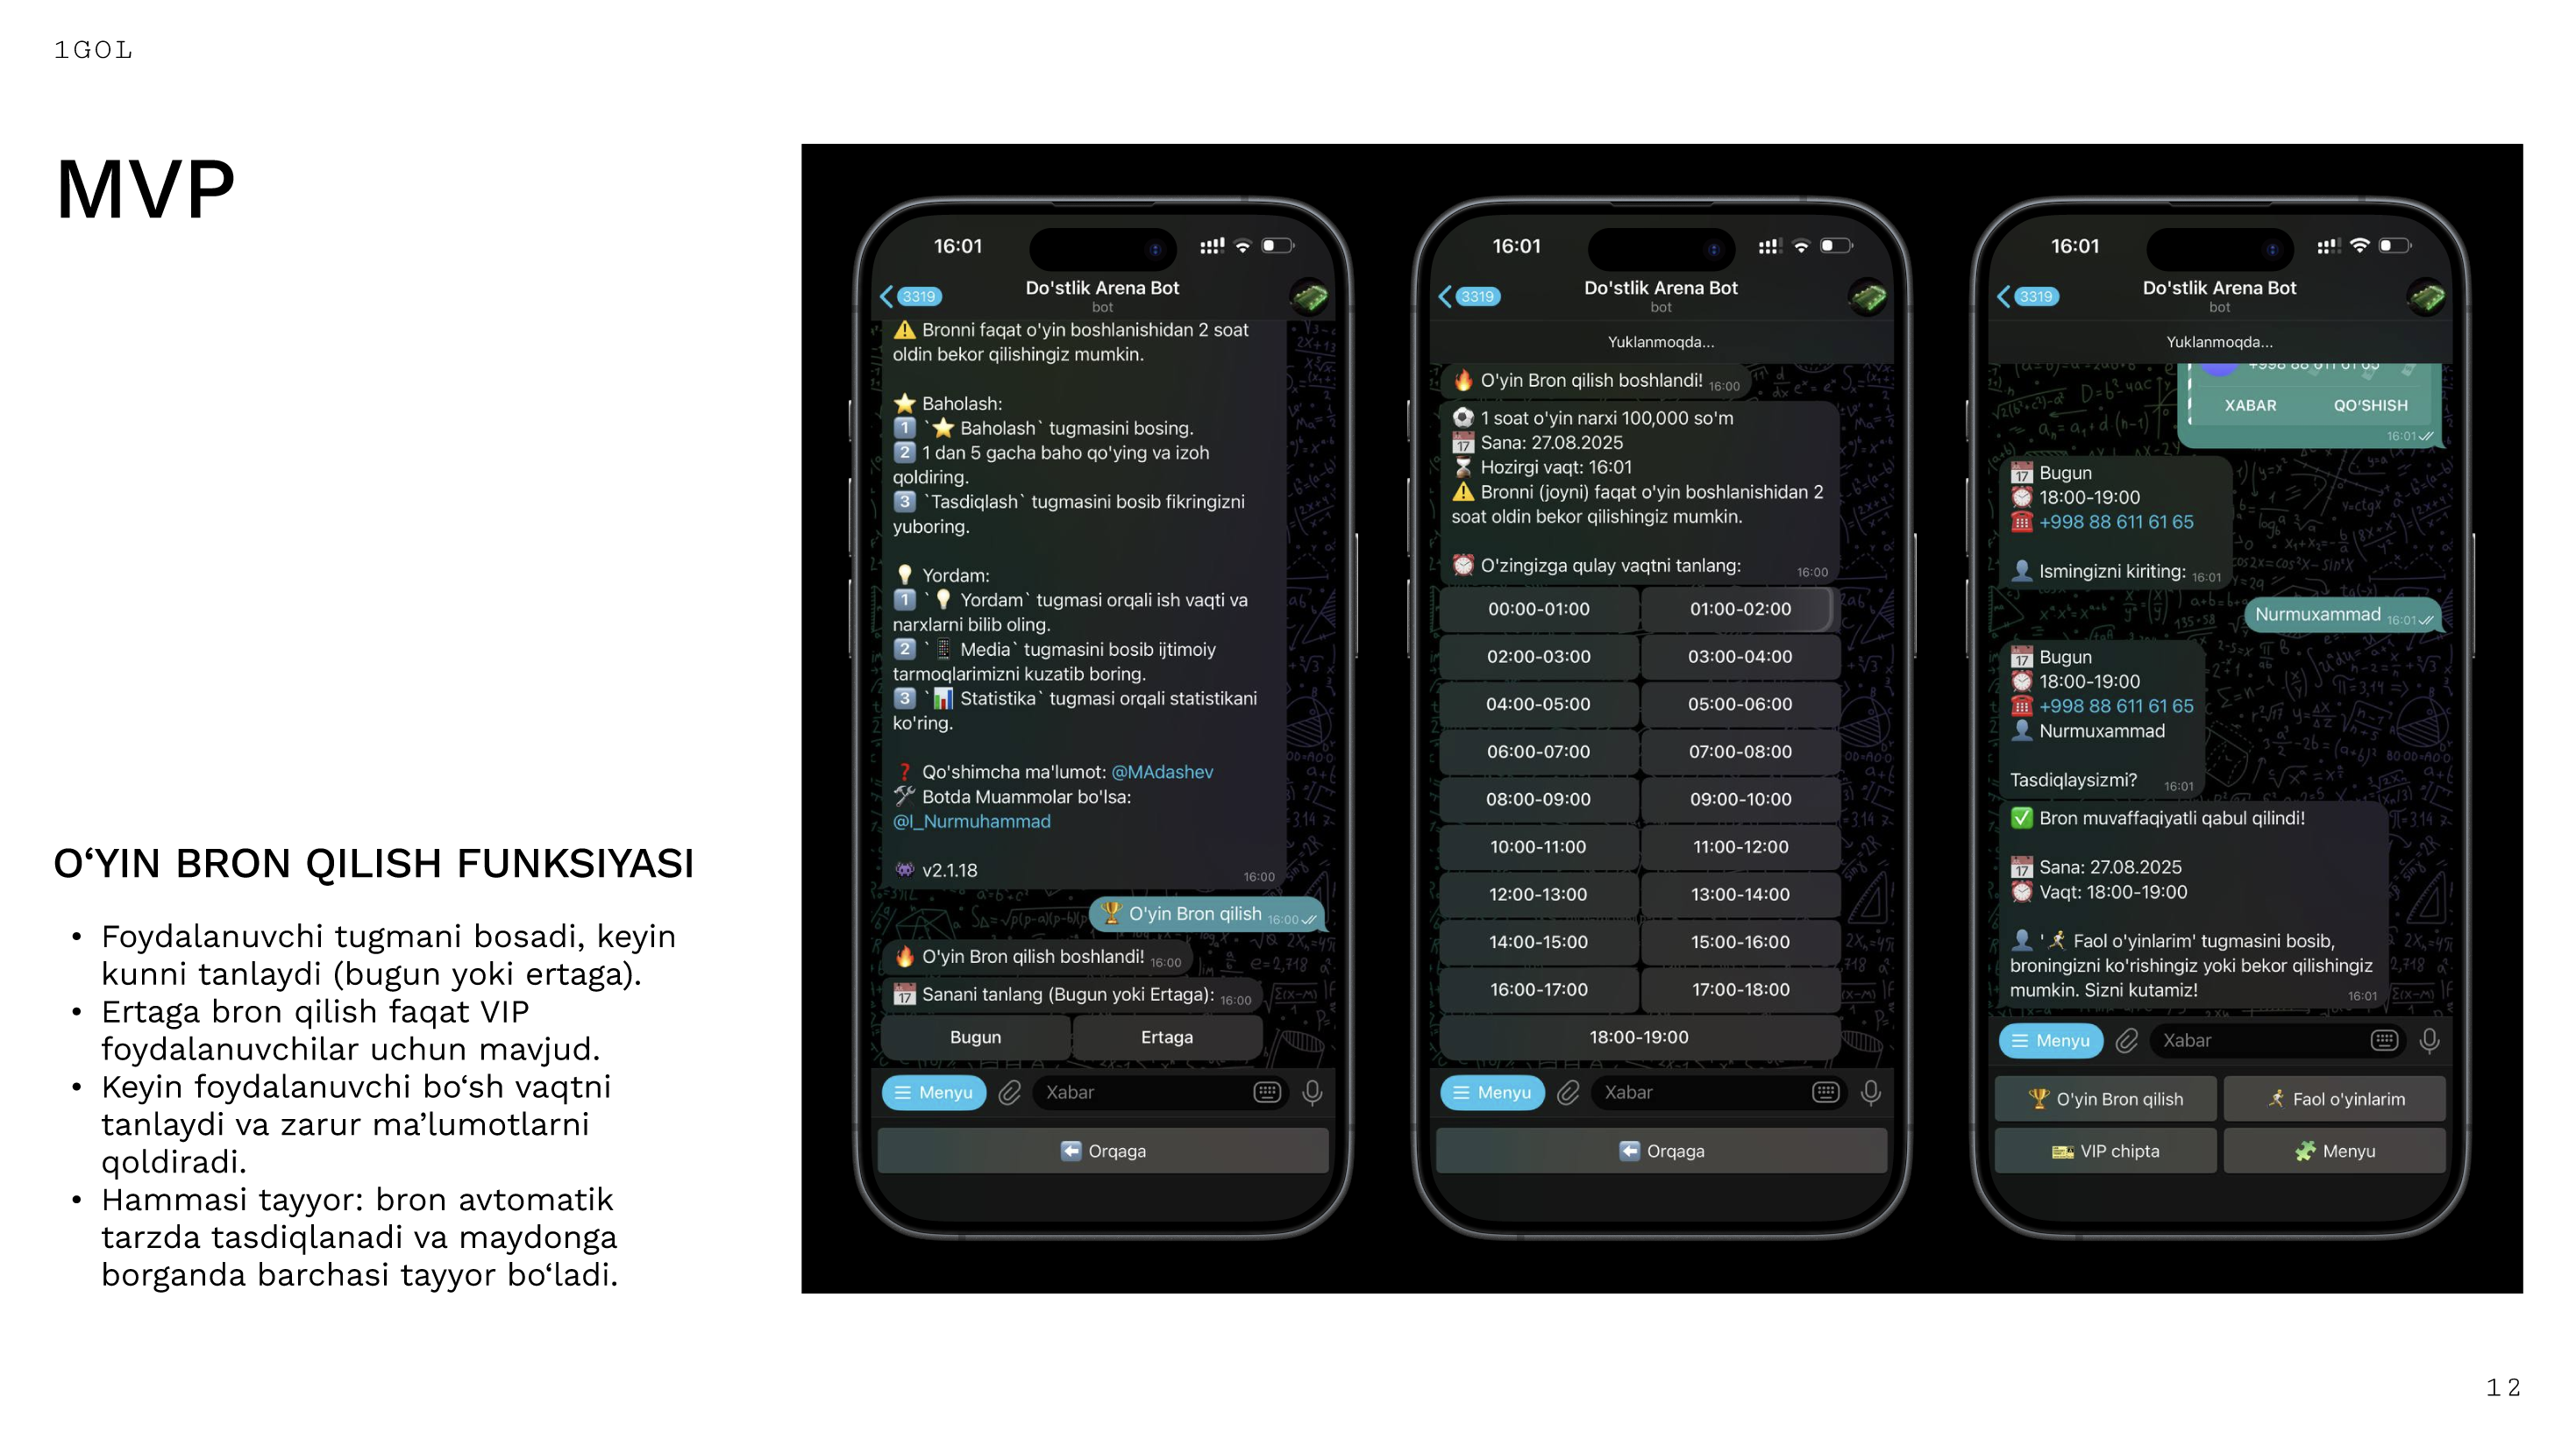 1GOL
MVP
O‘YIN BRON QILISH FUNKSIYASI
• Foydalanuvchi tugmani bosadi, keyin
kunni tanlaydi (bugun yoki ertaga).
• Ertaga bron qilish faqat VIP
foydalanuvchilar uchun mavjud.
• Keyin foydalanuvchi bo‘sh vaqtni
tanlaydi va zarur ma’lumotlarni
qoldiradi.
• Hammasi tayyor: bron avtomatik
tarzda tasdiqlanadi va maydonga
borganda barchasi tayyor bo‘ladi.
16:01
3319
Do'stlik Arena Bot
bot
⚠️ Bronni faqat o'yin boshlanishidan 2 soat
oldin bekor qilishingiz mumkin.
⭐ Baholash:
1️⃣ `⭐ Baholash` tugmasini bosing.
2️⃣ 1 dan 5 gacha baho qo'ying va izoh
qoldiring.
3️⃣ `Tasdiqlash` tugmasini bosib fikringizni
yuboring.
💡 Yordam:
1️⃣ `💡 Yordam` tugmasi orqali ish vaqti va
narxlarni bilib oling.
2️⃣ `📱 Media` tugmasini bosib ijtimoiy
tarmoqlarimizni kuzatib boring.
3️⃣ `📊 Statistika` tugmasi orqali statistikani
ko'ring.
❓ Qo'shimcha ma'lumot: @MAdashev
🛠 Botda Muammolar bo'lsa:
@I_Nurmuhammad
👾 v2.1.18 16:00
🏆 O'yin Bron qilish 16:00
🔥 O'yin Bron qilish boshlandi! 16:00
📅 Sanani tanlang (Bugun yoki Ertaga): 16:00
Bugun Ertaga
Menyu Xabar
⬅️ Orqaga
16:01
3319
Do'stlik Arena Bot
bot
Yuklanmoqda...
🔥 O'yin Bron qilish boshlandi! 16:00
⚽ 1 soat o'yin narxi 100,000 so'm
📅 Sana: 27.08.2025
⏳ Hozirgi vaqt: 16:01
⚠️ Bronni (joyni) faqat o'yin boshlanishidan 2
soat oldin bekor qilishingiz mumkin.
⏰ O'zingizga qulay vaqtni tanlang: 16:00
00:00-01:00 01:00-02:00
02:00-03:00 03:00-04:00
04:00-05:00 05:00-06:00
06:00-07:00 07:00-08:00
08:00-09:00 09:00-10:00
10:00-11:00 11:00-12:00
12:00-13:00 13:00-14:00
14:00-15:00 15:00-16:00
16:00-17:00 17:00-18:00
18:00-19:00
Menyu Xabar
⬅️ Orqaga
16:01
3319
Do'stlik Arena Bot
bot
Yuklanmoqda...
+998 88 611 61 65
XABAR QO'SHISH
16:01
📅 Bugun
⏰ 18:00-19:00
☎️ +998 88 611 61 65
👤 Ismingizni kiriting: 16:01
Nurmuxammad 16:01
📅 Bugun
⏰ 18:00-19:00
☎️ +998 88 611 61 65
👤 Nurmuxammad
Tasdiqlaysizmi? 16:01
✅ Bron muvaffaqiyatli qabul qilindi!
📅 Sana: 27.08.2025
⏰ Vaqt: 18:00-19:00
👤 '🏃 Faol o'yinlarim' tugmasini bosib,
broningizni ko'rishingiz yoki bekor qilishingiz
mumkin. Sizni kutamiz! 16:01
Menyu Xabar
🏆 O'yin Bron qilish 🏃 Faol o'yinlarim
🎫 VIP chipta 🧩 Menyu
12